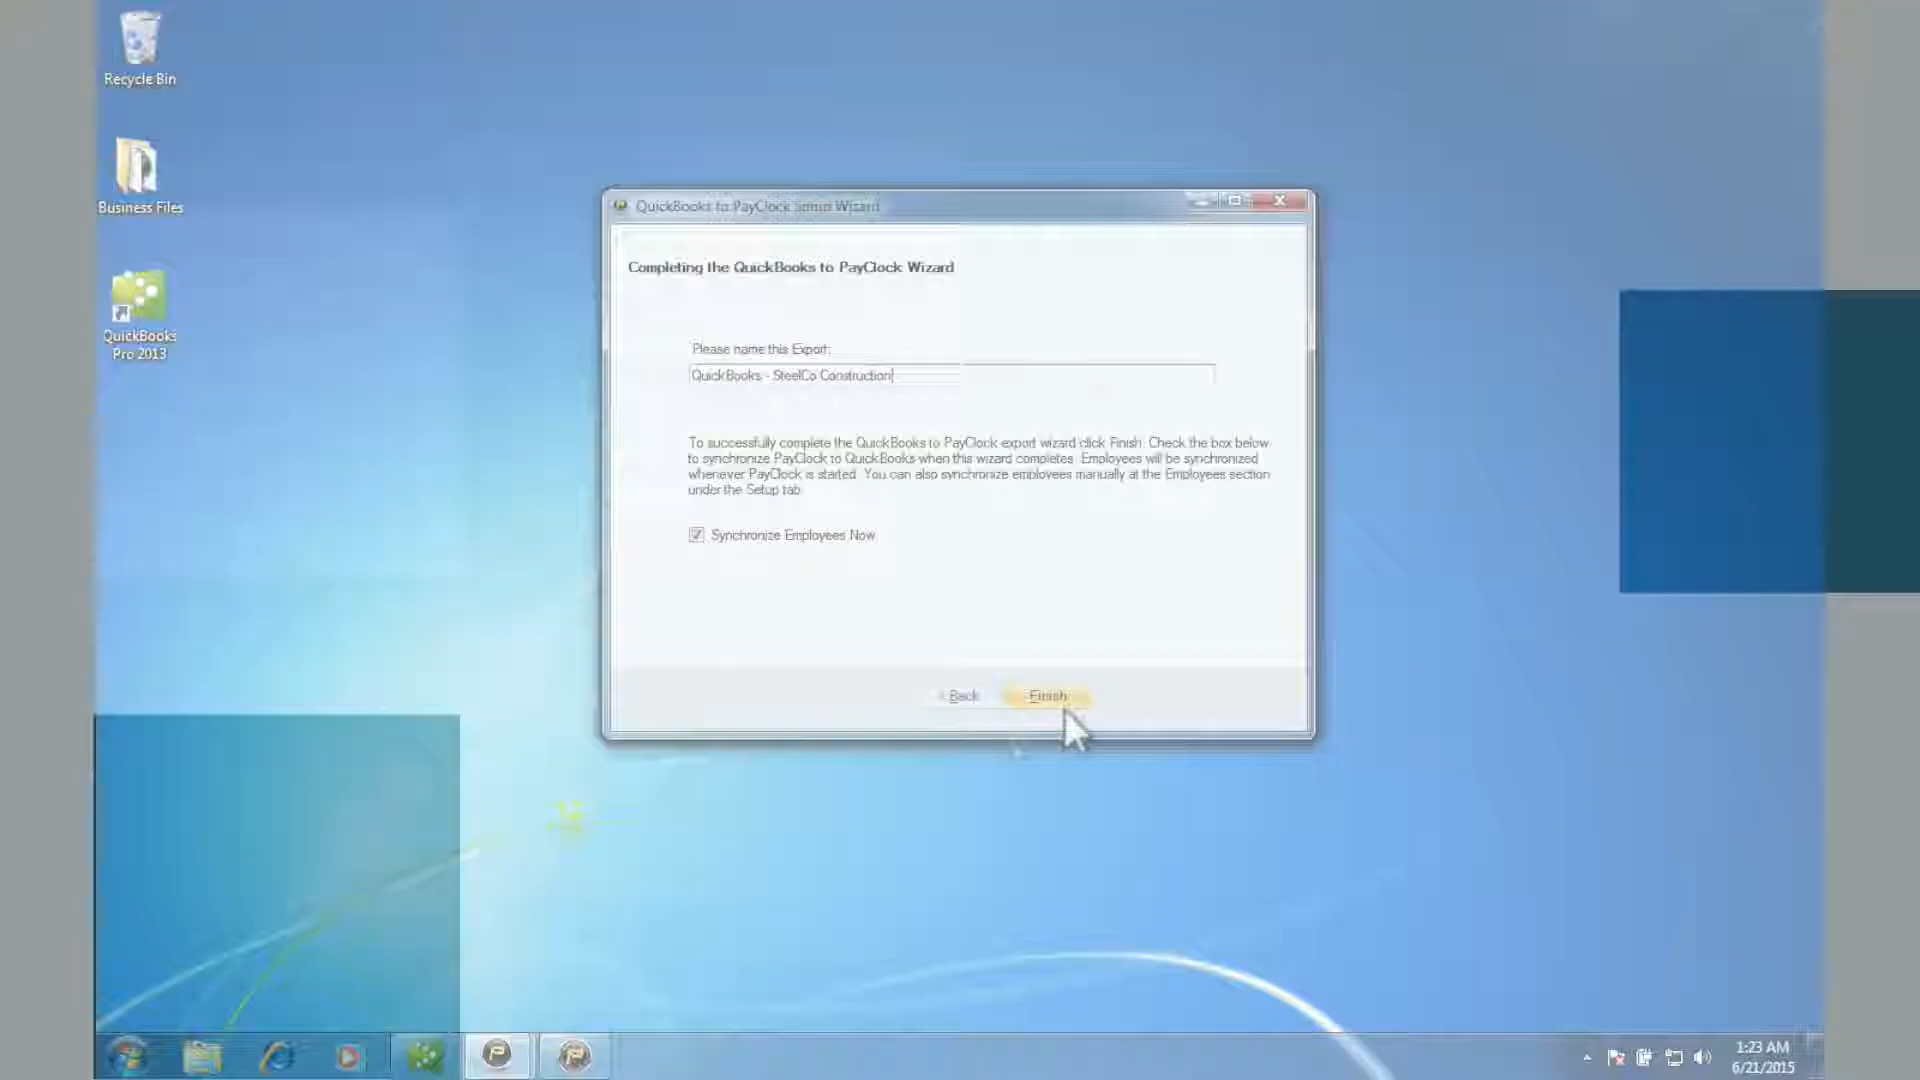 Recycle Bin
Business Files
QuickBooks
Pro 2013
QuickBooks to PayClock Setup Wizard
Completing the QuickBooks to PayClock Wizard
Please name this Export:
QuickBooks - SteelCo Construction
To successfully complete the QuickBooks to PayClock export wizard click Finish. Check the box below
to synchronize PayClock to QuickBooks when this wizard completes. Employees will be synchronized
whenever PayClock is started. You can also synchronize employees manually at the Employees section
under the Setup tab.
Synchronize Employees Now
< Back
Finish
1:23 AM
6/21/2015